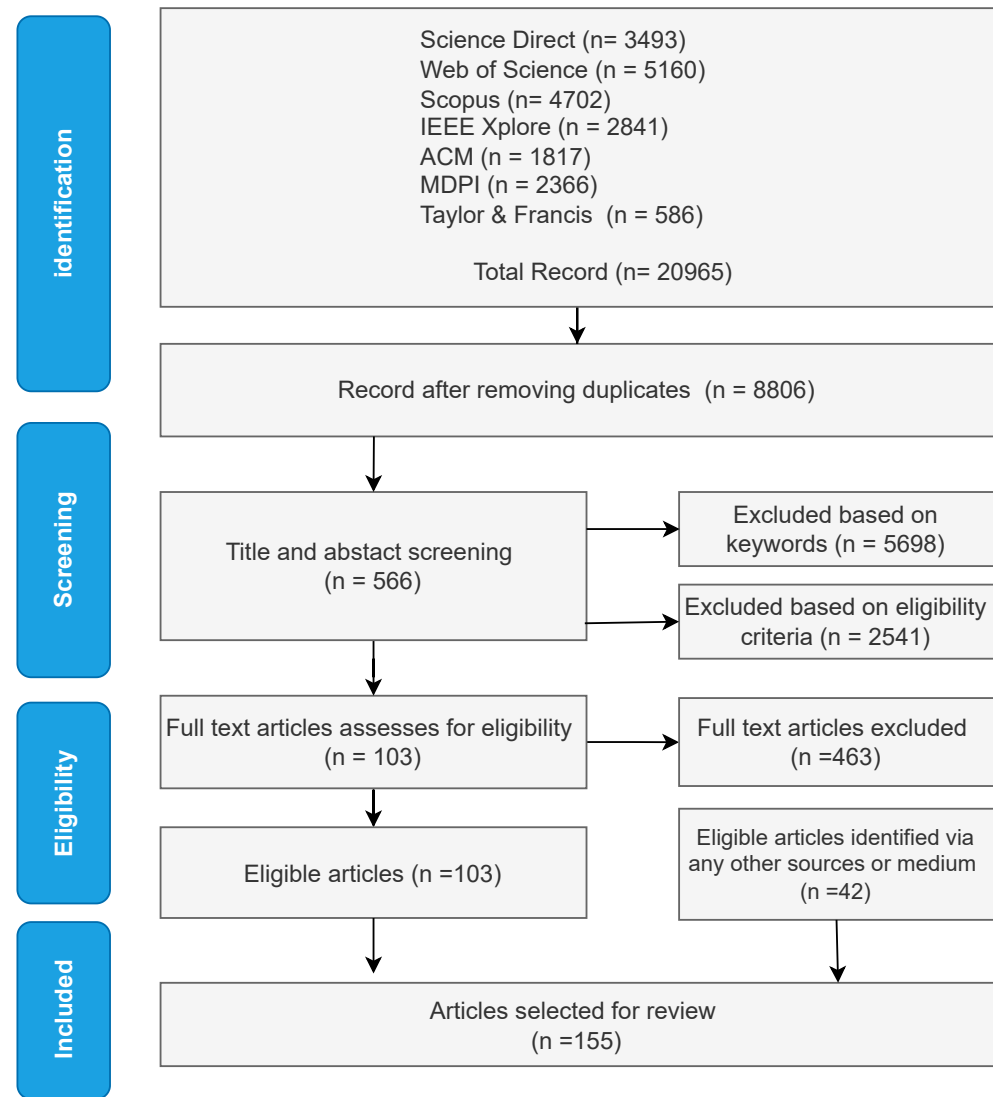 identification
Science Direct (n= 3493)
Web of Science (n = 5160)
Scopus (n= 4702)
IEEE Xplore (n = 2841)
ACM (n = 1817)
MDPI (n = 2366)
Taylor & Francis  (n = 586)
Total Record (n= 20965)
Record after removing duplicates  (n = 8806)
Screening
Title and abstact screening
(n = 566)
Excluded based on
keywords (n = 5698)
Excluded based on eligibility
criteria (n = 2541)
Eligibility
Full text articles assesses for eligibility
(n = 103)
Full text articles excluded
(n =463)
Eligible articles (n =103)
Eligible articles identified via
any other sources or medium
(n =42)
Included
Articles selected for review
(n =155)